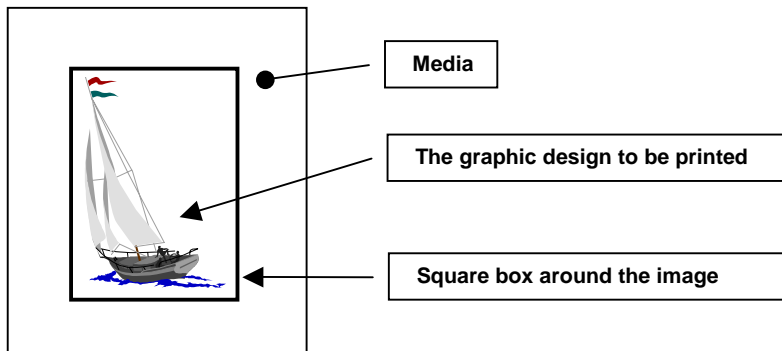 Media
The graphic design to be printed
Square box around the image